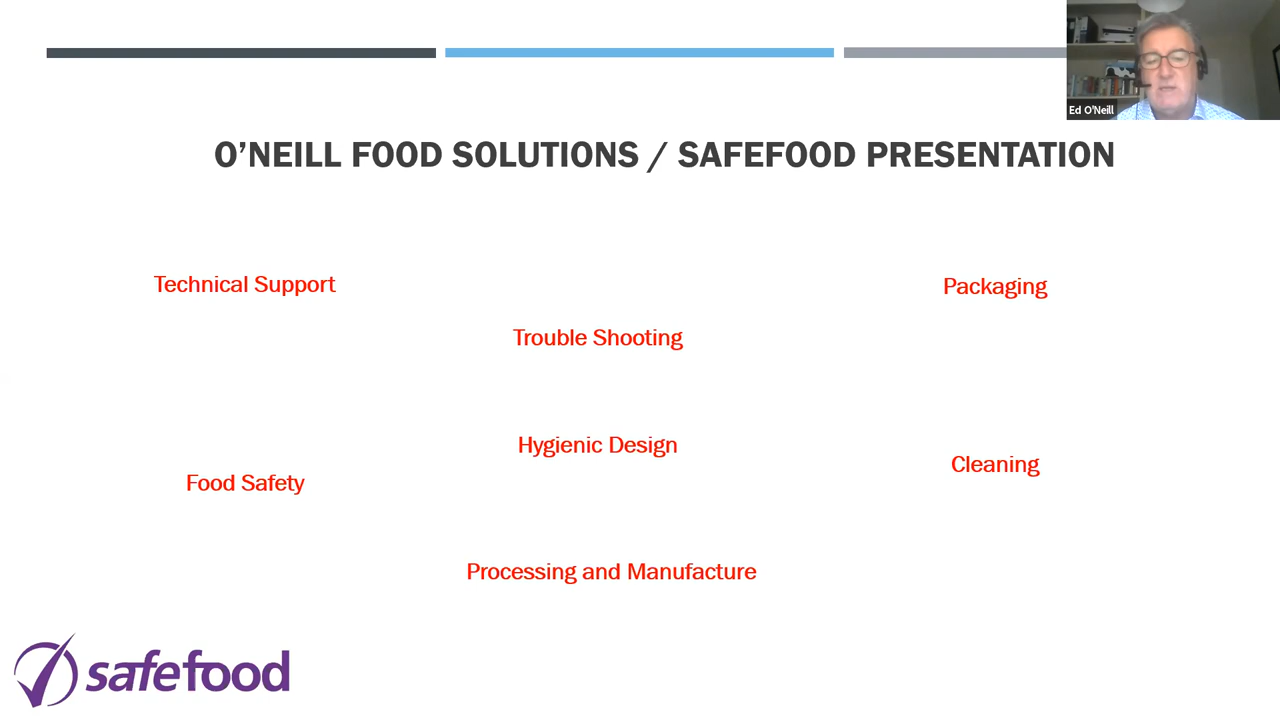 Ed O'Neill
O’NEILL FOOD SOLUTIONS / SAFEFOOD PRESENTATION
Technical Support
Packaging
Trouble Shooting
Hygienic Design
Cleaning
Food Safety
Processing and Manufacture
safefood